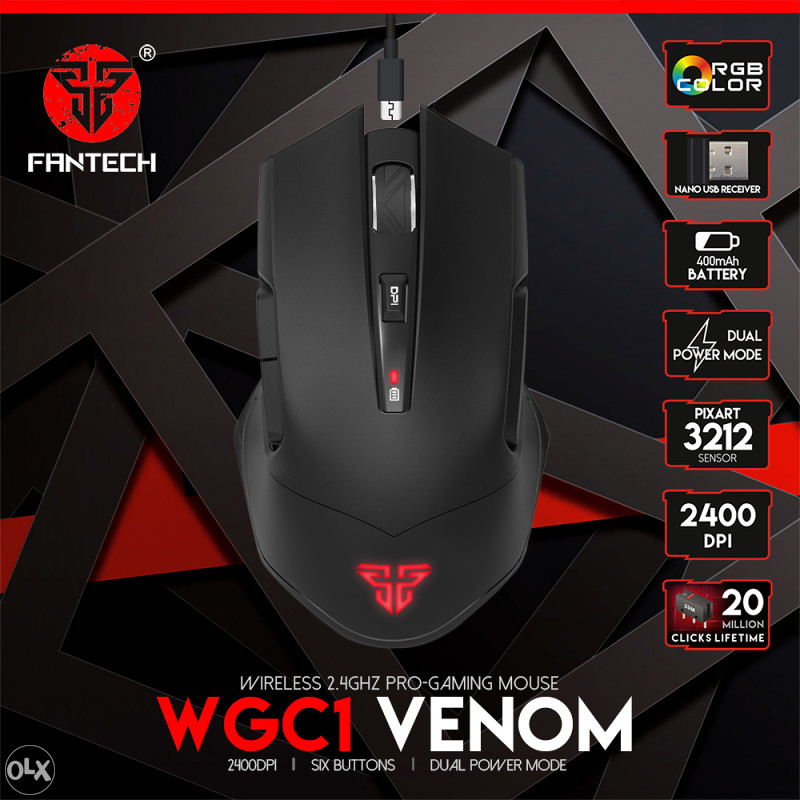 ®
FANTECH
DPI
RGB
COLOR
NANO USB RECEIVER
400mAh
BATTERY
DUAL
POWER MODE
PIXART
3212
SENSOR
2400
DPI
20M
20
MILLION
CLICKS LIFETIME
WIRELESS 2.4GHZ PRO-GAMING MOUSE
WGC1 VENOM
2400DPI | SIX BUTTONS | DUAL POWER MODE
OLX